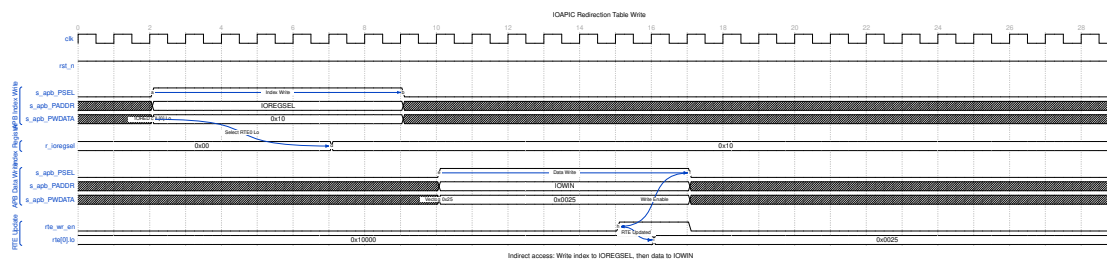 IOAPIC Redirection Table Write
0 2 4 6 8 10 12 14 16 18 20 22 24 26 28
clk
rst_n
APB Index Write
s_apb_PSEL
Index Write
s_apb_PADDR
IOREGSEL
s_apb_PWDATA
0x10
Select RTE0 Lo
Index Register
r_ioregsel
0x00
0x10
APB Data Write
s_apb_PSEL
Data Write
s_apb_PADDR
IOWIN
s_apb_PWDATA
Vector 0x25
0x0025
Write Enable
RTE Update
rte_wr_en
RTE Updated
rte[0].lo
0x10000
0x0025
Indirect access: Write index to IOREGSEL, then data to IOWIN